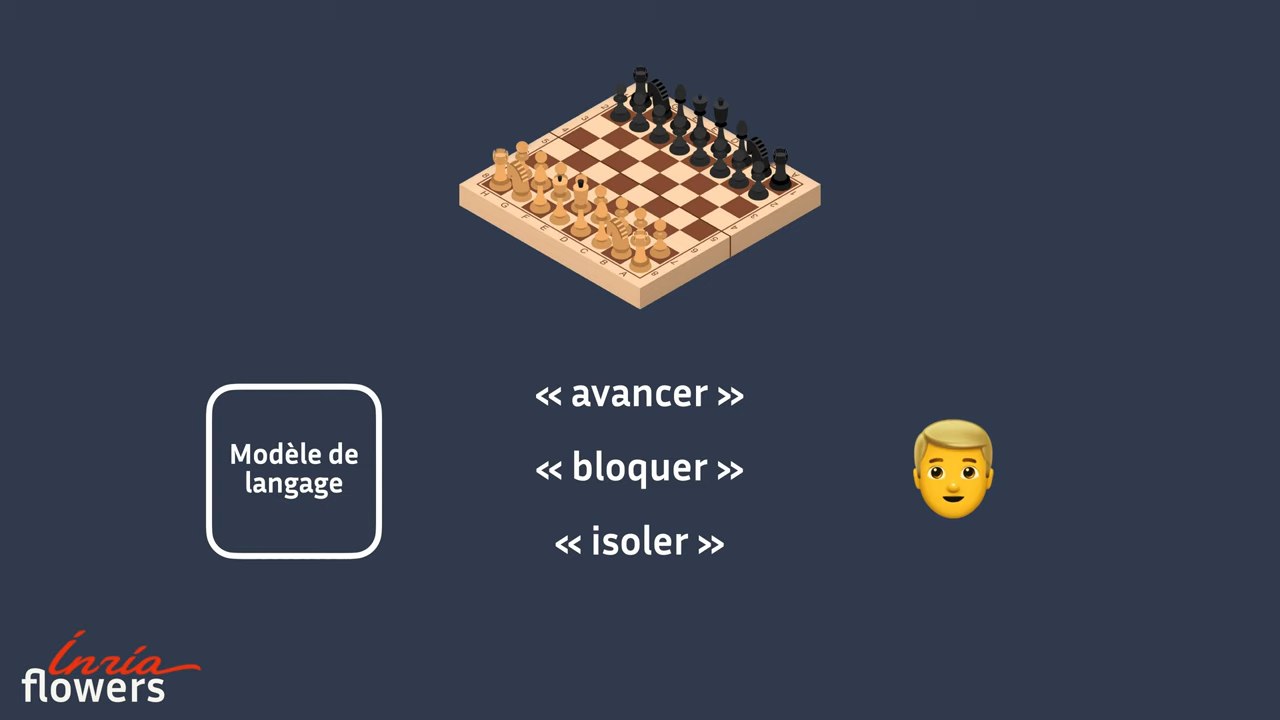 « avancer »
Modèle de
langage
« bloquer »
« isoler »
Inria
flowers